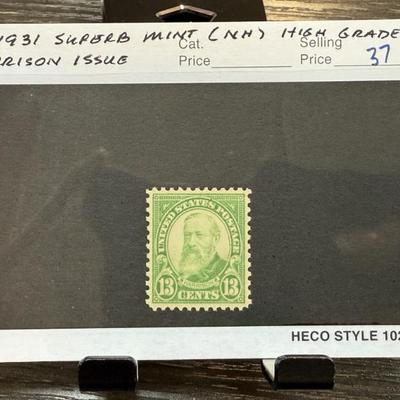 1931 SUPERB MINT (NH) HIGH GRADE
RRISON ISSUE
Cat.
Price
Selling
Price 37
UNITED STATES POSTAGE
HARRISON
13 CENTS 13
HECO STYLE 102